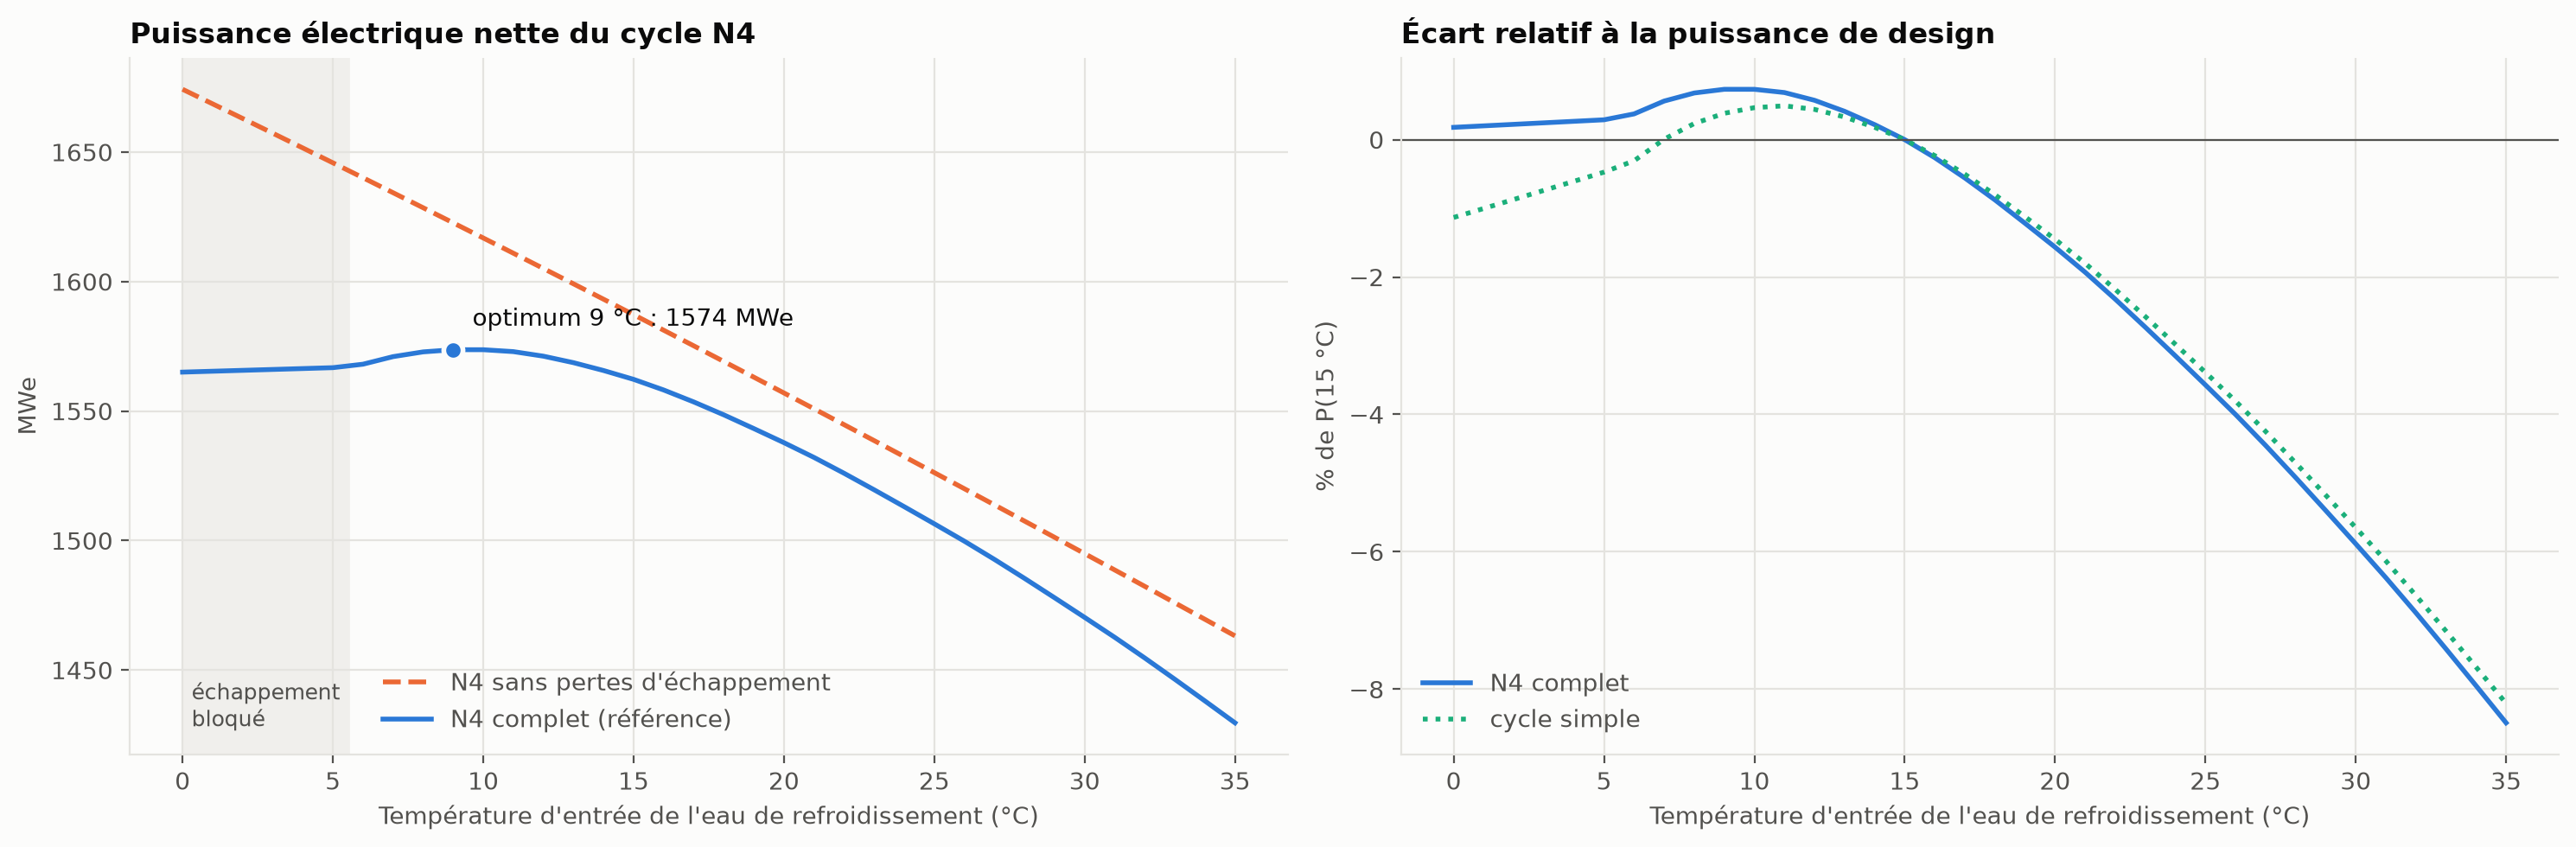 Puissance électrique nette du cycle N4
MWe
1650
1600
1550
1500
1450
optimum 9 °C : 1574 MWe
échappement
bloqué
N4 sans pertes d'échappement
N4 complet (référence)
0 5 10 15 20 25 30 35
Température d'entrée de l'eau de refroidissement (°C)
Écart relatif à la puissance de design
% de P(15 °C)
0
−2
−4
−6
−8
N4 complet
cycle simple
0 5 10 15 20 25 30 35
Température d'entrée de l'eau de refroidissement (°C)